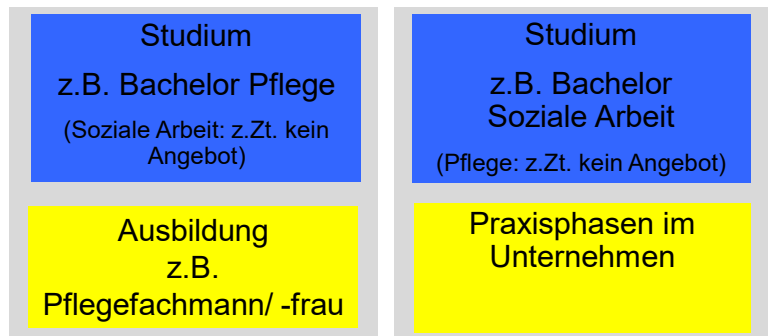 Studium
z.B. Bachelor Pflege
(Soziale Arbeit: z.Zt. kein
Angebot)
Ausbildung
z.B.
Pflegefachmann/ -frau
Studium
z.B. Bachelor
Soziale Arbeit
(Pflege: z.Zt. kein Angebot)
Praxisphasen im
Unternehmen